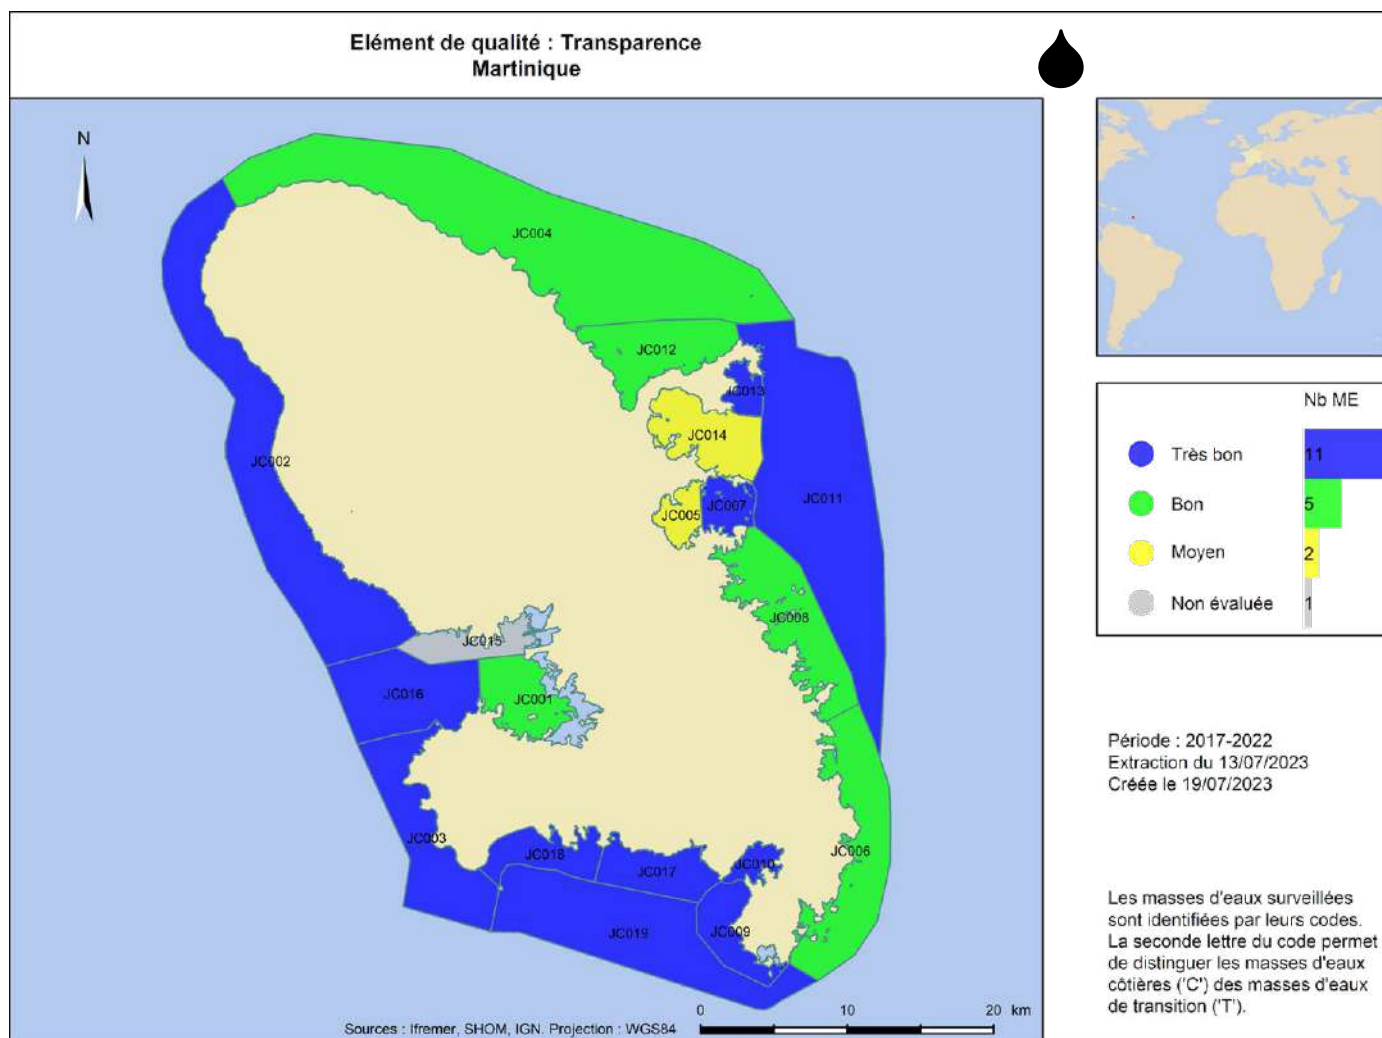 Elément de qualité : Transparence
Martinique
N
JC004
JC012
JC013
JC014
JC002
JC011
JC005
JC007
JC008
JC015
JC016
JC001
JC003
JC006
JC018
JC017
JC010
JC009
JC019
0 10 20 km
Sources : Ifremer, SHOM, IGN. Projection : WGS84
Nb ME
Très bon 11
Bon 5
Moyen 2
Non évaluée 1
Période : 2017-2022
Extraction du 13/07/2023
Créée le 19/07/2023
Les masses d'eaux surveillées
sont identifiées par leurs codes.
La seconde lettre du code permet
de distinguer les masses d'eaux
côtières ('C') des masses d'eaux
de transition ('T').